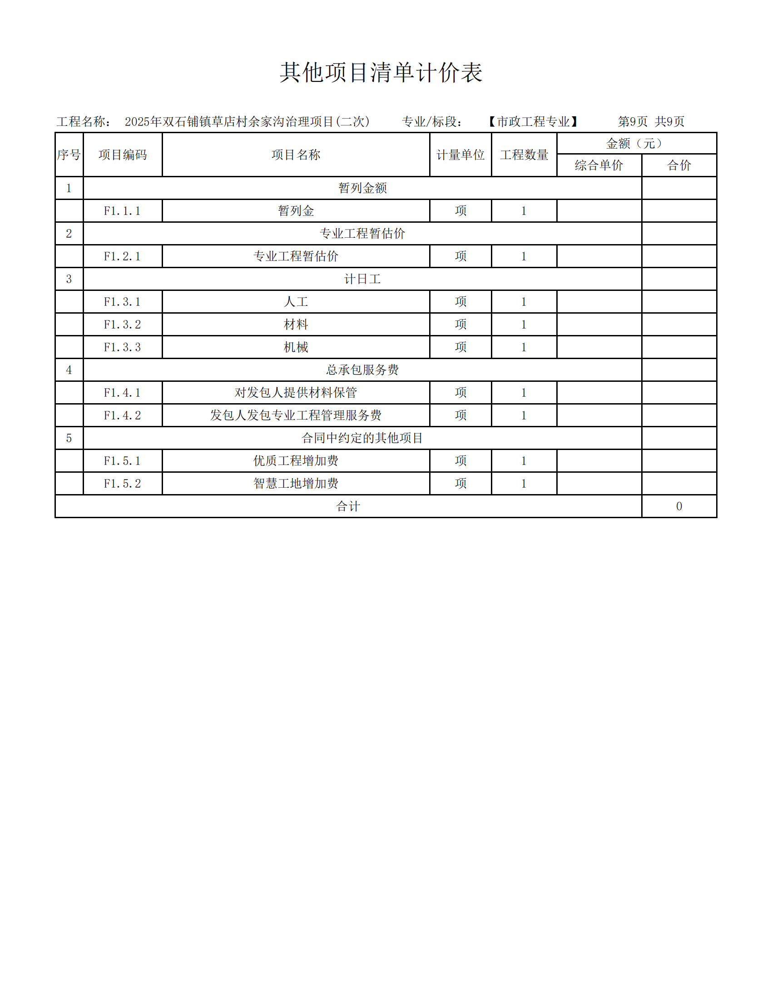 其他项目清单计价表
工程名称： 2025年双石铺镇草店村余家沟治理项目(二次) 专业/标段： 【市政工程专业】 第9页 共9页
序号 项目编码 项目名称 计量单位 工程数量 金额（元）
综合单价 合价
1 暂列金额
F1.1.1 暂列金 项 1
2 专业工程暂估价
F1.2.1 专业工程暂估价 项 1
3 计日工
F1.3.1 人工 项 1
F1.3.2 材料 项 1
F1.3.3 机械 项 1
4 总承包服务费
F1.4.1 对发包人提供材料保管 项 1
F1.4.2 发包人发包专业工程管理服务费 项 1
5 合同中约定的其他项目
F1.5.1 优质工程增加费 项 1
F1.5.2 智慧工地增加费 项 1
合计 0